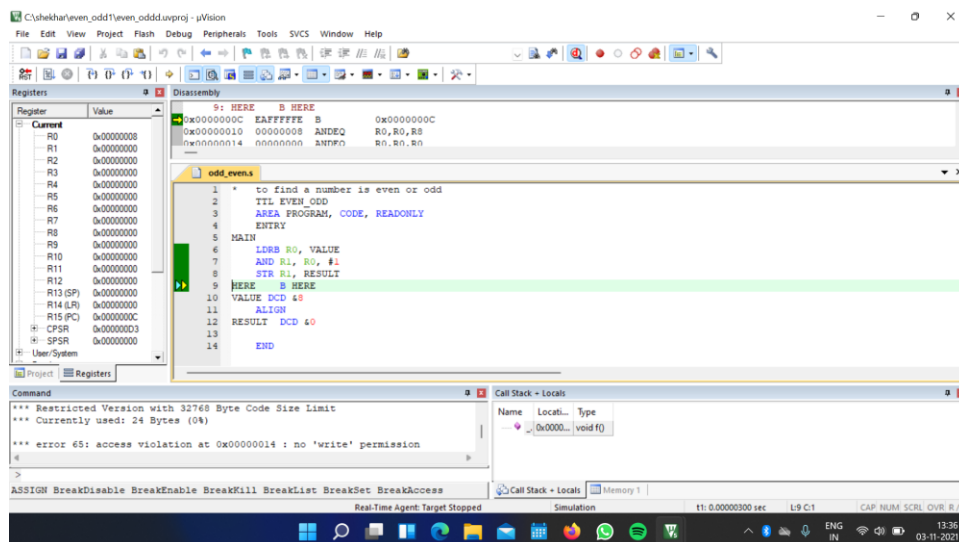 C:\shekhar\even_odd1\even_oddd.uvproj - µVision
File Edit View Project Flash Debug Peripherals Tools SVCS Window Help
Registers
Register Value
Current
R0 0x00000008
R1 0x00000000
R2 0x00000000
R3 0x00000000
R4 0x00000000
R5 0x00000000
R6 0x00000000
R7 0x00000000
R8 0x00000000
R9 0x00000000
R10 0x00000000
R11 0x00000000
R12 0x00000000
R13 (SP) 0x00000000
R14 (LR) 0x00000000
R15 (PC) 0x0000000C
CPSR 0x000000D3
SPSR 0x00000000
User/System
Project Registers
Disassembly
9: HERE B HERE
0x0000000C EAFFFFFE B 0x0000000C
0x00000010 00000008 ANDEQ R0,R0,R8
0x00000014 00000000 ANDEQ R0,R0,R0
odd_even.s
1 * to find a number is even or odd
2 TTL EVEN_ODD
3 AREA PROGRAM, CODE, READONLY
4 ENTRY
5 MAIN
6 LDRB R0, VALUE
7 AND R1, R0, #1
8 STR R1, RESULT
9 HERE B HERE
10 VALUE DCD &8
11 ALIGN
12 RESULT DCD &0
13
14 END
Command
*** Restricted Version with 32768 Byte Code Size Limit
*** Currently used: 24 Bytes (0%)
*** error 65: access violation at 0x00000014 : no 'write' permission
>
ASSIGN BreakDisable BreakEnable BreakKill BreakList BreakSet BreakAccess
Call Stack + Locals
Name Locati... Type
0x0000... void f()
Call Stack + Locals Memory 1
Real-Time Agent: Target Stopped Simulation t1: 0.00000300 sec L:9 C:1 CAP NUM SCRL OVR R/
ENG
IN
13:36
03-11-2021